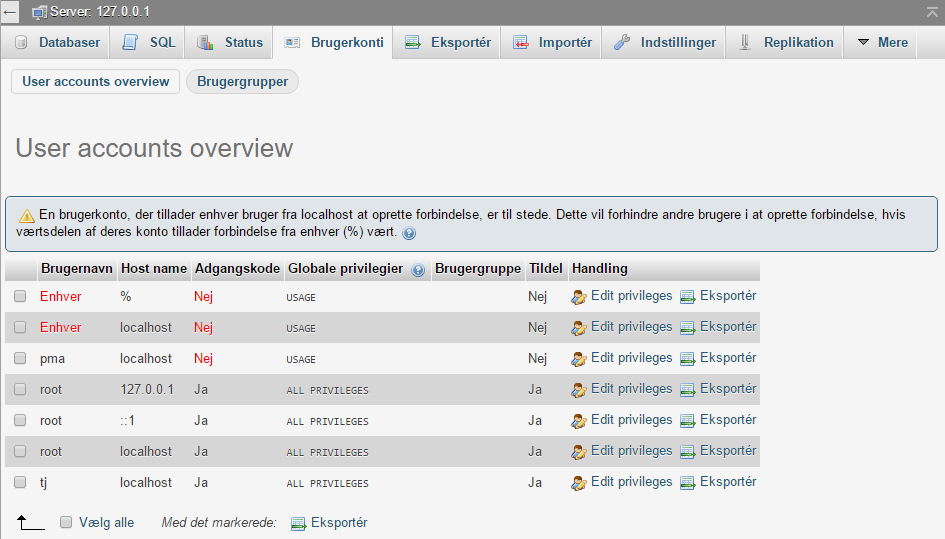 Server: 127.0.0.1
Databaser SQL Status Brugerkonti Eksportér Importér Indstillinger Replikation Mere
User accounts overview Brugergrupper
User accounts overview
En brugerkonto, der tillader enhver bruger fra localhost at oprette forbindelse, er til stede. Dette vil forhindre andre brugere i at oprette forbindelse, hvis
værtsdelen af deres konto tillader forbindelse fra enhver (%) vært.
Brugernavn Host name Adgangskode Globale privilegier Brugergruppe Tildel Handling
Enhver % Nej USAGE Nej Edit privileges Eksportér
Enhver localhost Nej USAGE Nej Edit privileges Eksportér
pma localhost Nej USAGE Nej Edit privileges Eksportér
root 127.0.0.1 Ja ALL PRIVILEGES Ja Edit privileges Eksportér
root ::1 Ja ALL PRIVILEGES Ja Edit privileges Eksportér
root localhost Ja ALL PRIVILEGES Ja Edit privileges Eksportér
tj localhost Ja ALL PRIVILEGES Ja Edit privileges Eksportér
Vælg alle Med det markerede: Eksportér